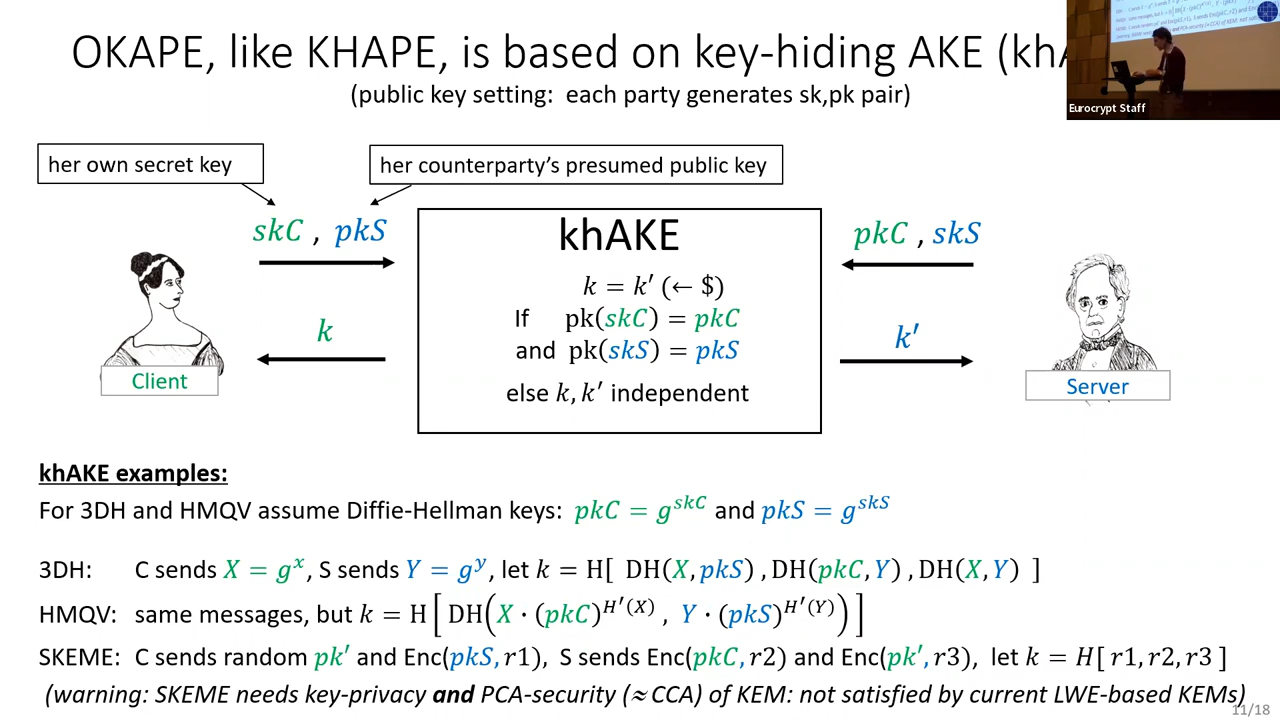 OKAPE, like KHAPE, is based on key-hiding AKE (kh
(public key setting: each party generates sk,pk pair)
Eurocrypt Staff
her own secret key
her counterparty's presumed public key
skC , pkS
khAKE
pkC , skS
k = k′ (← $)
If pk(skC) = pkC
and pk(skS) = pkS
else k, k′ independent
k
k′
Client
Server
khAKE examples:
For 3DH and HMQV assume Diffie-Hellman keys: pkC = g^skC and pkS = g^skS
3DH: C sends X = g^x, S sends Y = g^y, let k = H[ DH(X, pkS) , DH(pkC, Y) , DH(X, Y) ]
HMQV: same messages, but k = H[ DH( X · (pkC)^H′(X) , Y · (pkS)^H′(Y) ) ]
SKEME: C sends random pk′ and Enc(pkS, r1), S sends Enc(pkC, r2) and Enc(pk′, r3), let k = H[ r1, r2, r3 ]
(warning: SKEME needs key-privacy and PCA-security (≈ CCA) of KEM: not satisfied by current LWE-based KEMs)
11/18